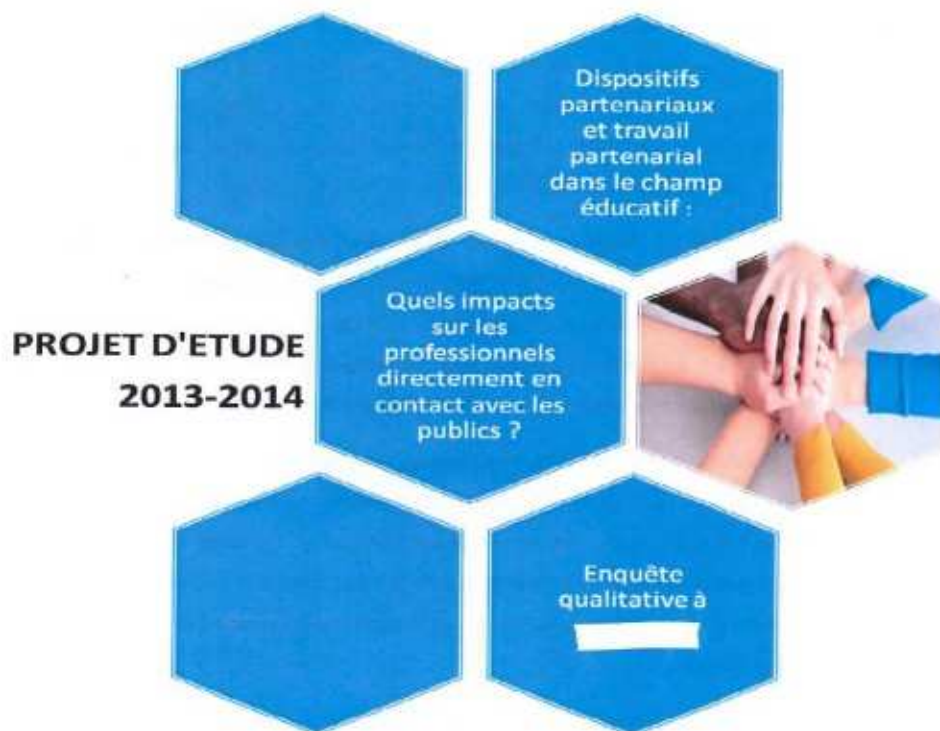 Dispositifs
partenariaux
et travail
partenarial
dans le champ
éducatif :
PROJET D'ETUDE
2013-2014
Quels impacts
sur les
professionnels
directement en
contact avec les
publics ?
Enquête
qualitative à